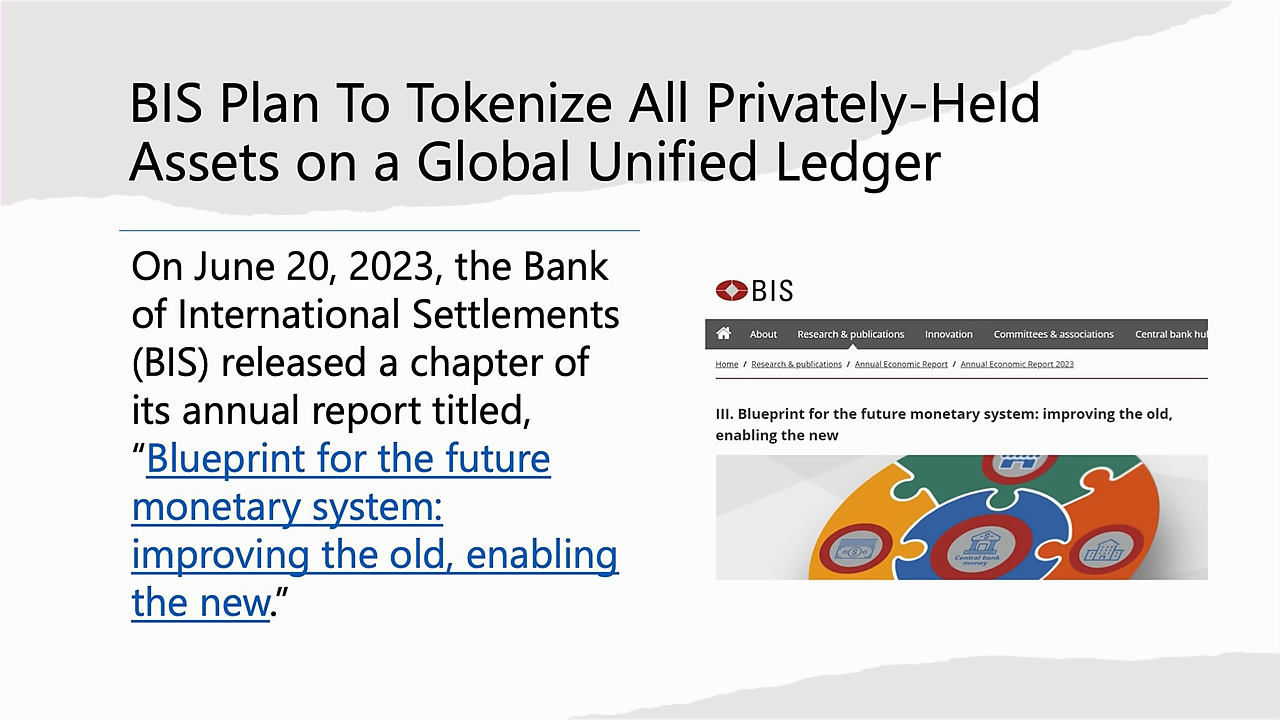 BIS Plan To Tokenize All Privately-Held
Assets on a Global Unified Ledger
On June 20, 2023, the Bank
of International Settlements
(BIS) released a chapter of
its annual report titled,
“Blueprint for the future
monetary system:
improving the old, enabling
the new.”
BIS
About Research & publications Innovation Committees & associations Central bank hu
Home / Research & publications / Annual Economic Report / Annual Economic Report 2023
III. Blueprint for the future monetary system: improving the old,
enabling the new
Central bank
money